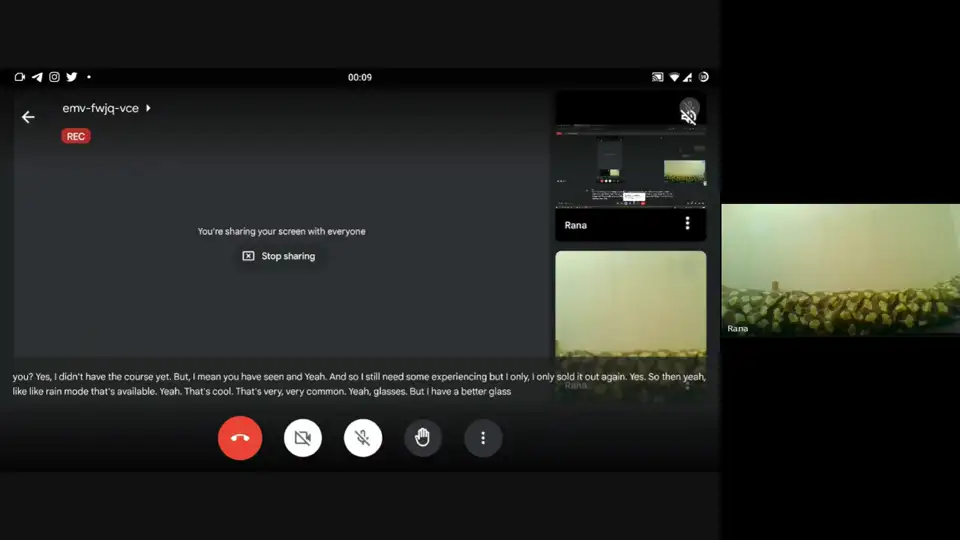 00:09
emv-fwjq-vce
REC
You're sharing your screen with everyone
Stop sharing
Rana
Rana
Rana
you? Yes, I didn't have the course yet. But, I mean you have seen and Yeah. And so I still need some experiencing but I only, I only sold it out again. Yes. So then yeah,
like like rain mode that's available. Yeah. That's cool. That's very, very common. Yeah, glasses. But I have a better glass